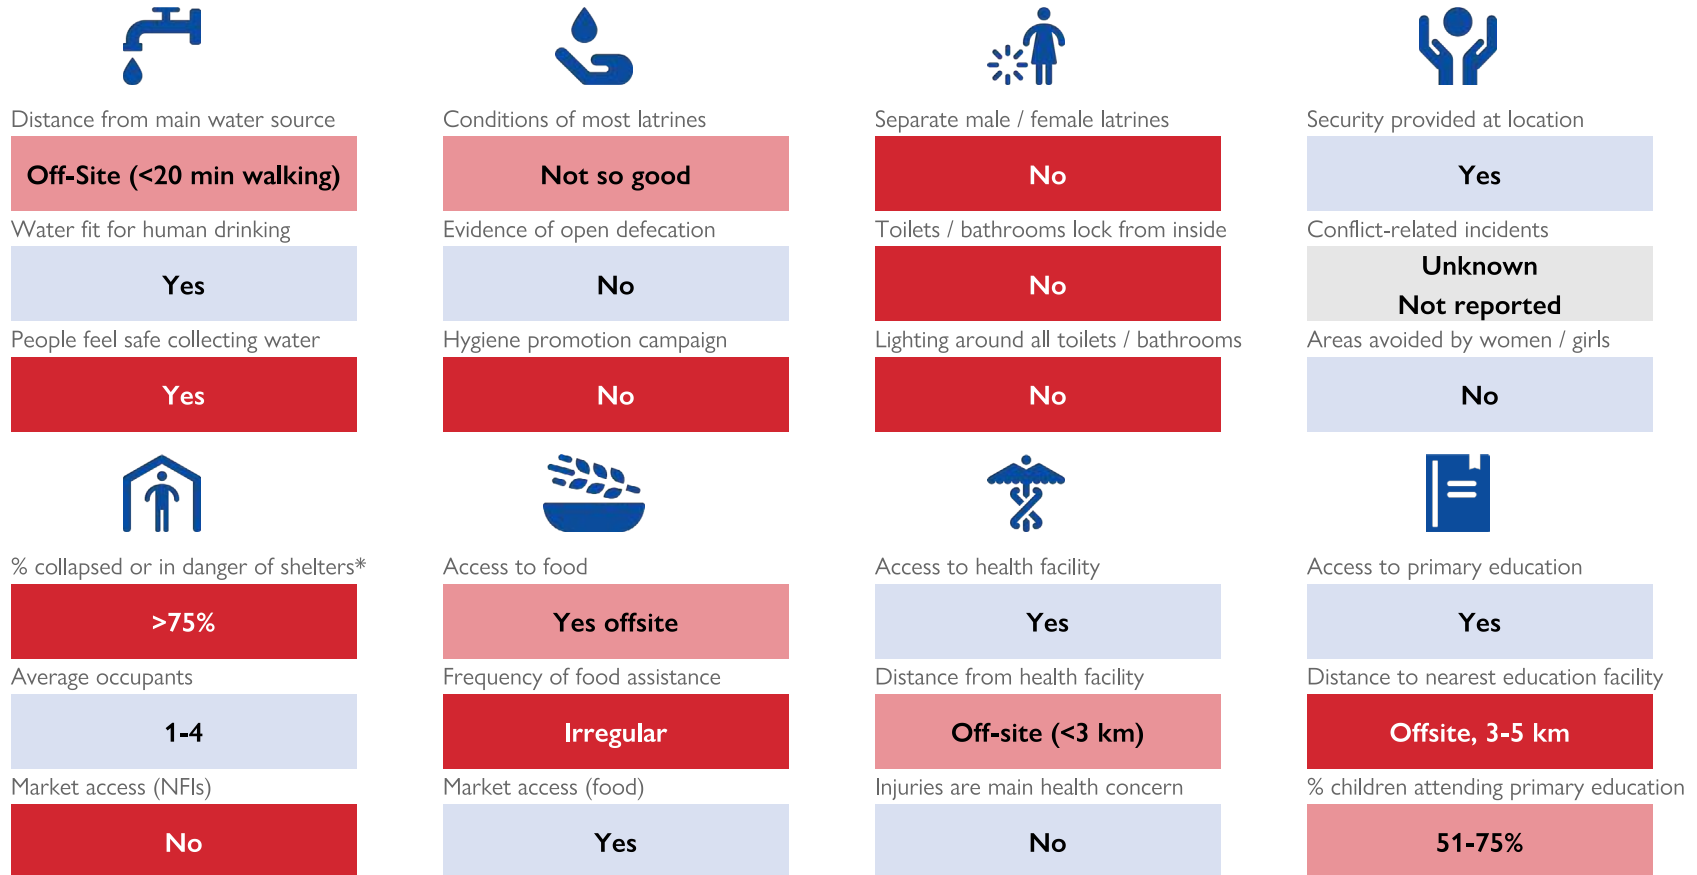 Distance from main water source
Off-Site (<20 min walking)
Water fit for human drinking
Yes
People feel safe collecting water
Yes
Conditions of most latrines
Not so good
Evidence of open defecation
No
Hygiene promotion campaign
No
Separate male / female latrines
No
Toilets / bathrooms lock from inside
No
Lighting around all toilets / bathrooms
No
Security provided at location
Yes
Conflict-related incidents
Unknown
Not reported
Areas avoided by women / girls
No
% collapsed or in danger of shelters*
>75%
Average occupants
1-4
Market access (NFIs)
No
Access to food
Yes offsite
Frequency of food assistance
Irregular
Market access (food)
Yes
Access to health facility
Yes
Distance from health facility
Off-site (<3 km)
Injuries are main health concern
No
Access to primary education
Yes
Distance to nearest education facility
Offsite, 3-5 km
% children attending primary education
51-75%